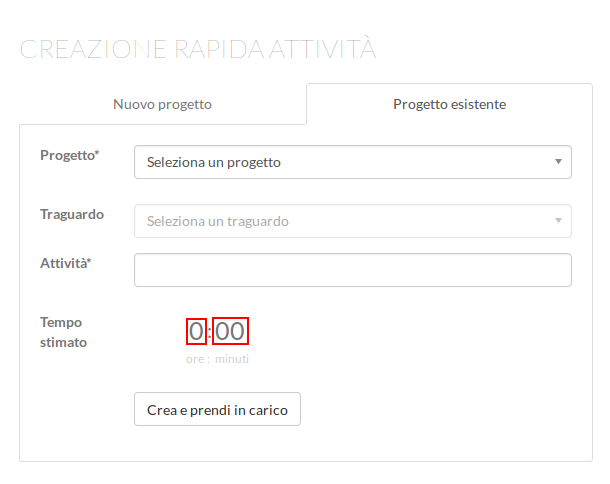 CREAZIONE RAPIDA ATTIVITÀ
Nuovo progetto
Progetto esistente
Progetto*
Seleziona un progetto
Traguardo
Seleziona un traguardo
Attività*
Tempo
stimato
0:00
ore : minuti
Crea e prendi in carico